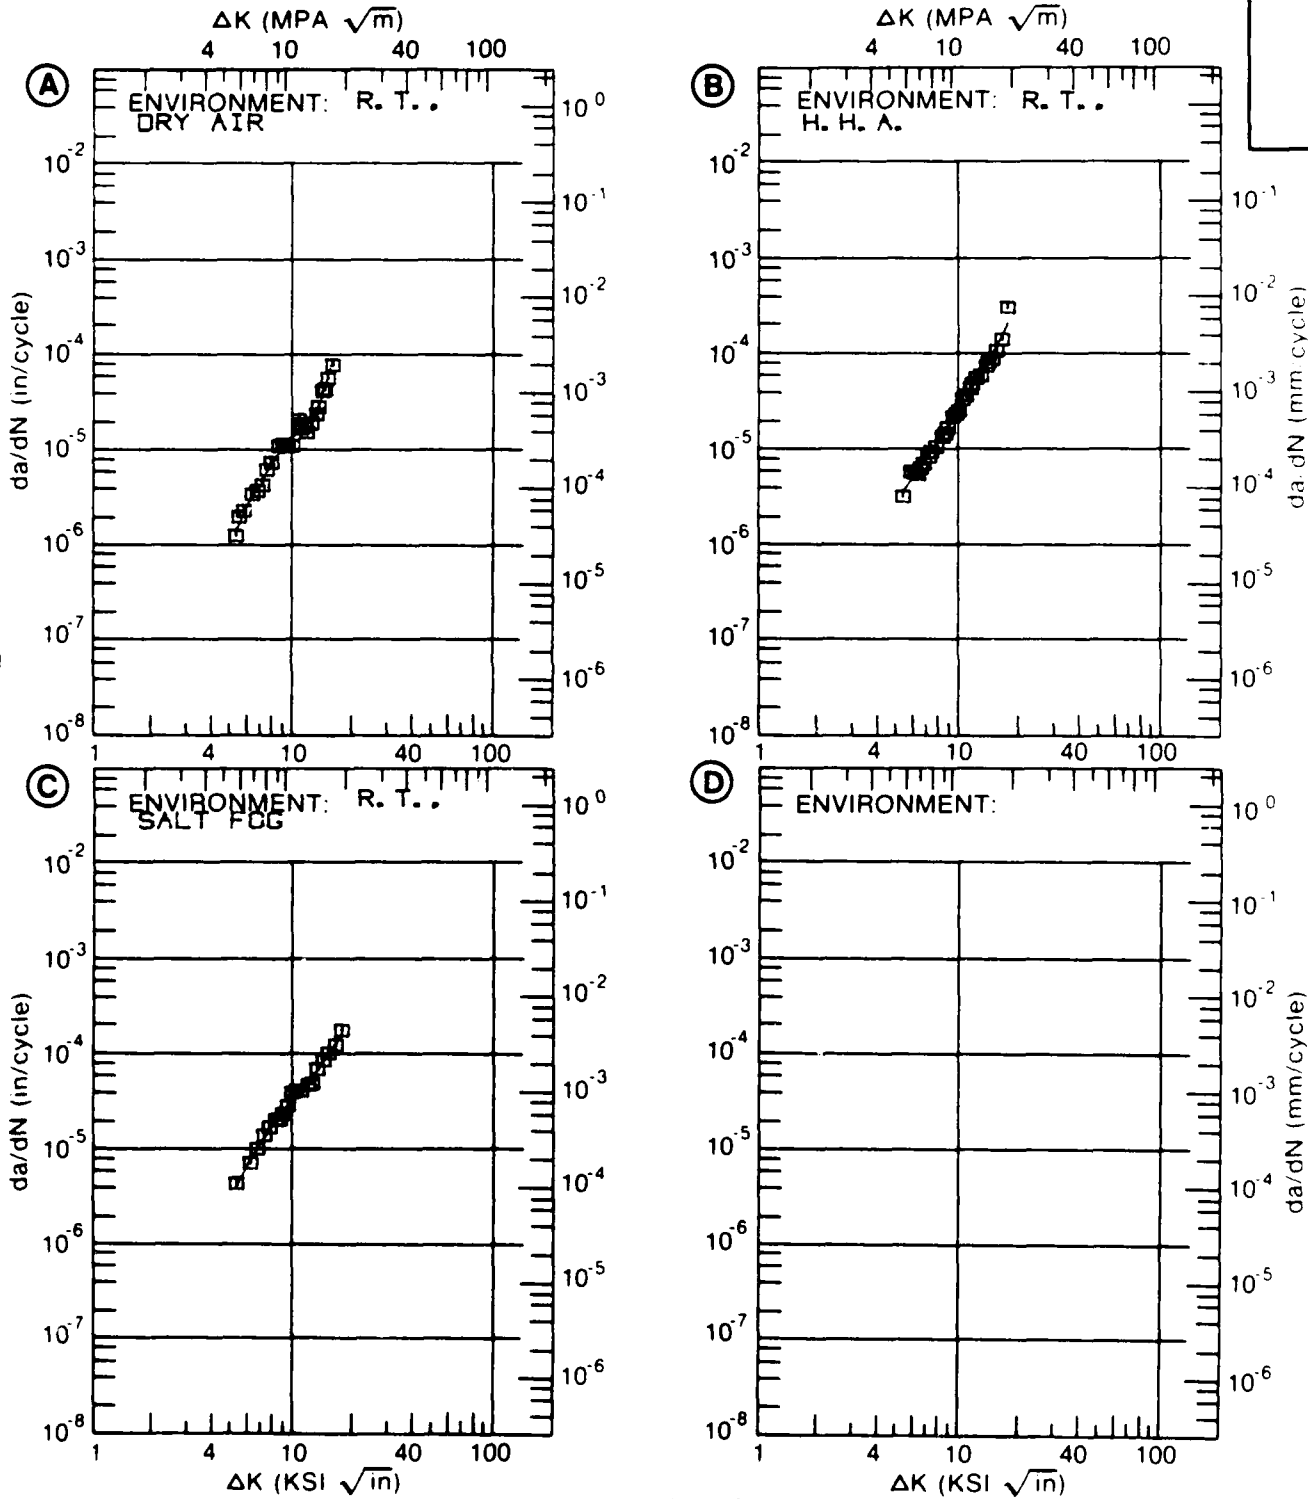 ΔK (MPA √m)
4 10 40 100
A
ENVIRONMENT: R. T. .
DRY AIR
10^-2
10^-3
10^-4
10^-5
10^-6
10^-7
10^-8
da/dN (in/cycle)
10^0
10^-1
10^-2
10^-3
10^-4
10^-5
10^-6
1 4 10 40 100
ΔK (MPA √m)
4 10 40 100
B
ENVIRONMENT: R. T. .
H. H. A.
10^-2
10^-3
10^-4
10^-5
10^-6
10^-7
10^-8
10^-1
10^-2
10^-3
10^-4
10^-5
10^-6
da/dN (mm/cycle)
1 4 10 40 100
C
ENVIRONMENT: R. T. .
SALT FOG
10^-2
10^-3
10^-4
10^-5
10^-6
10^-7
10^-8
da/dN (in/cycle)
10^0
10^-1
10^-2
10^-3
10^-4
10^-5
10^-6
1 4 10 40 100
ΔK (KSI √in)
D
ENVIRONMENT:
10^-2
10^-3
10^-4
10^-5
10^-6
10^-7
10^-8
10^0
10^-1
10^-2
10^-3
10^-4
10^-5
10^-6
da/dN (mm/cycle)
1 4 10 40 100
ΔK (KSI √in)